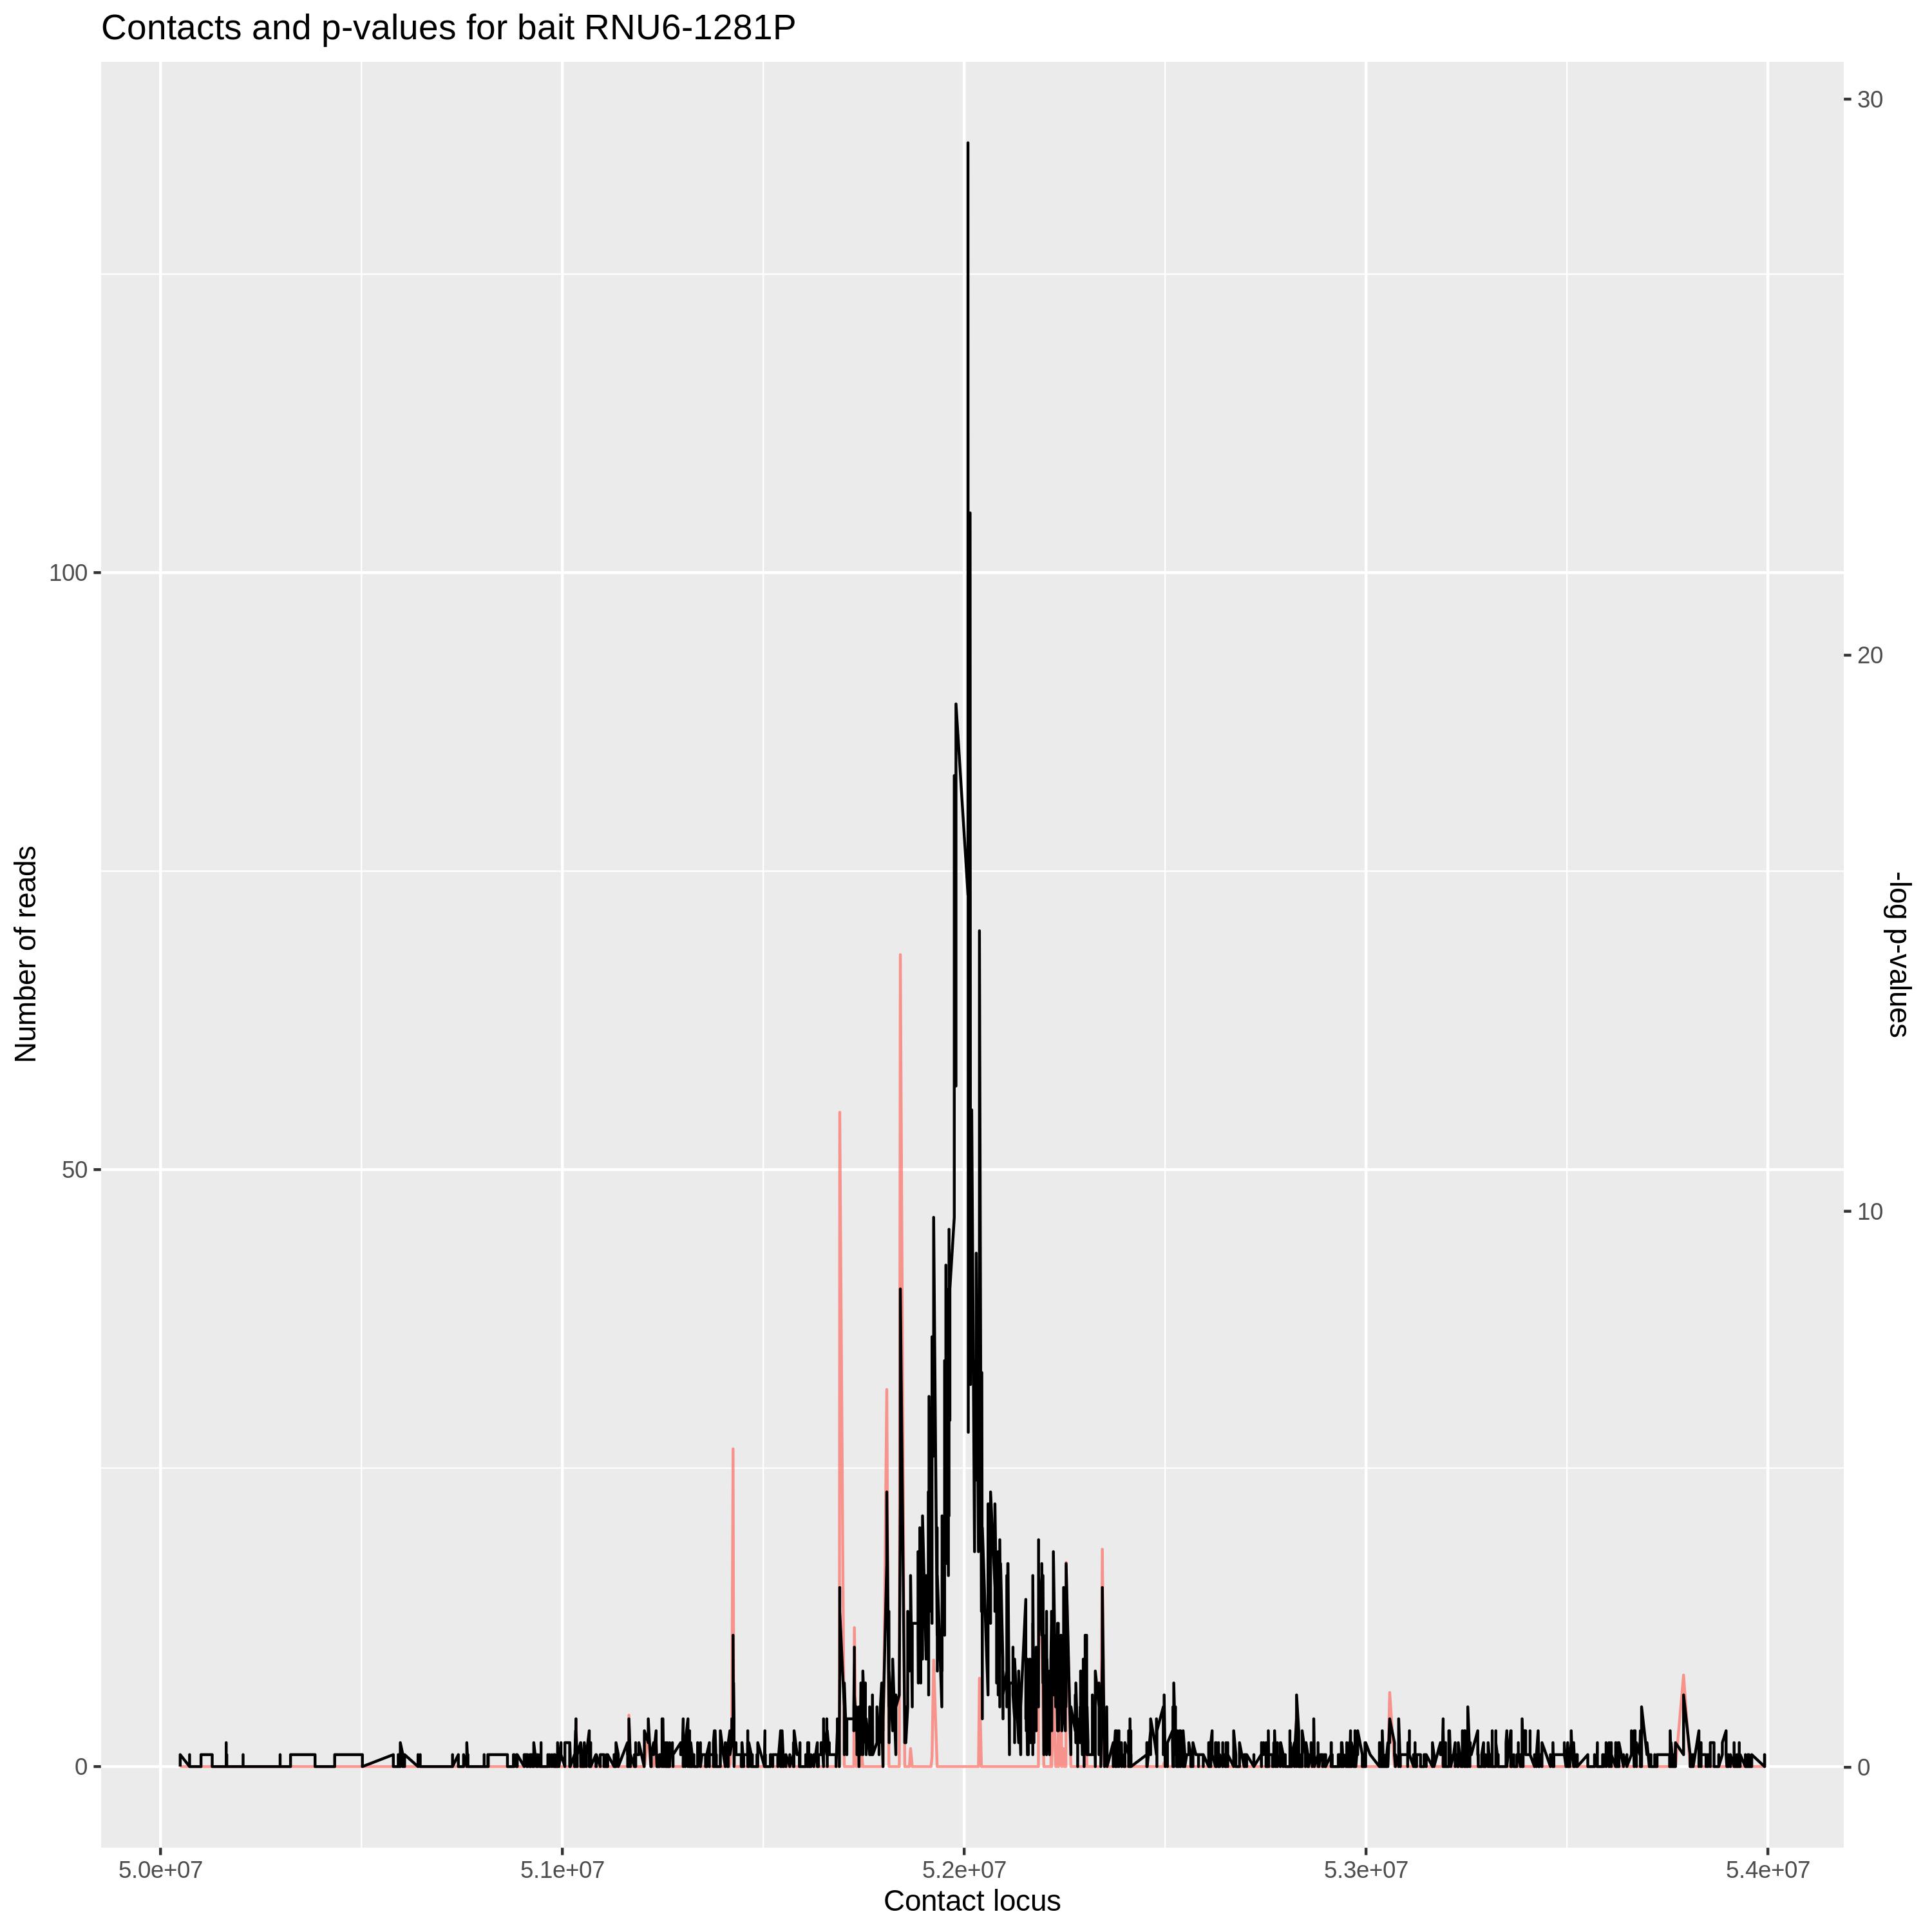 Contacts and p-values for bait RNU6-1281P
30
100
20
Number of reads
-log p-values
50
10
0
0
5.0e+07
5.1e+07
5.2e+07
5.3e+07
5.4e+07
Contact locus